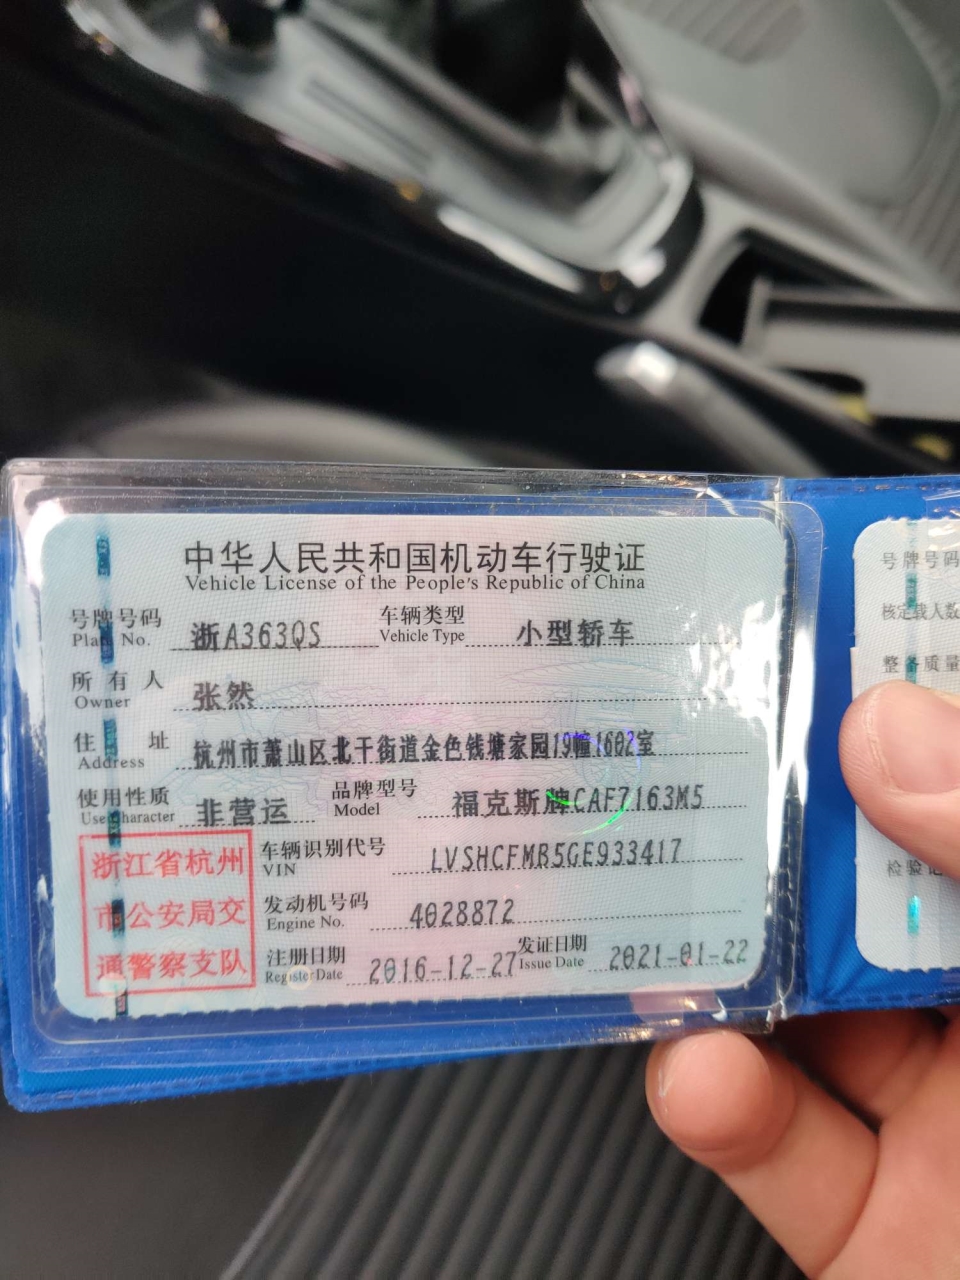 中华人民共和国机动车行驶证
Vehicle License of the People's Republic of China
号牌号码 浙A363QS 车辆类型 小型轿车
Plate No. Vehicle Type
所有人 张然
Owner
住址 杭州市萧山区北干街道金色钱塘家园19幢1602室
Address
使用性质 非营运 品牌型号 福克斯牌CAF7163M5
Use Character Model
浙江省杭州
市公安局交
通警察支队
车辆识别代号 LVSHCFMB5GE933417
VIN
发动机号码 4028872
Engine No.
注册日期 2016-12-27 发证日期 2021-01-22
Register Date Issue Date
号牌号码
核定载人数
整备质量
检验记